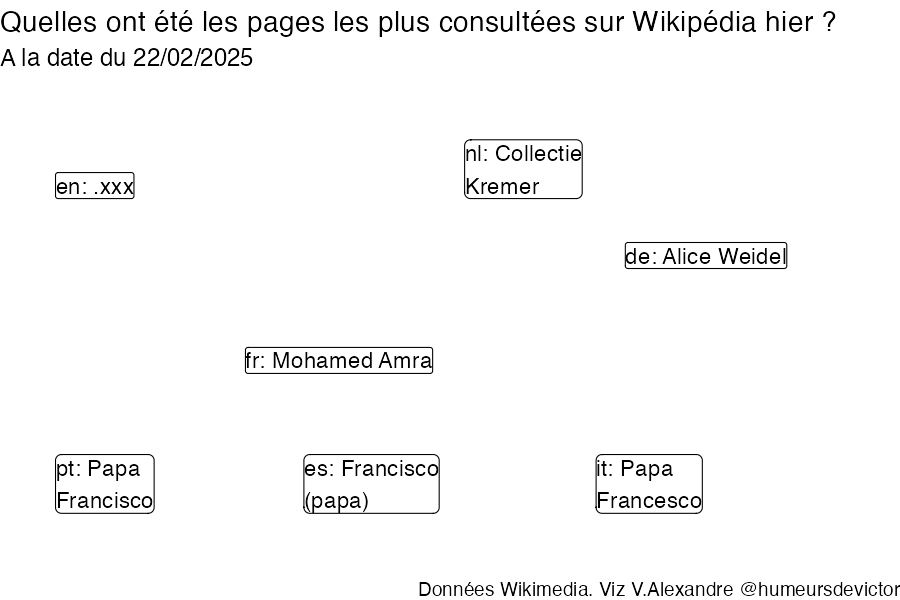 Quelles ont été les pages les plus consultées sur Wikipédia hier ?
A la date du 22/02/2025
nl: Collectie
Kremer
en: .xxx
de: Alice Weidel
fr: Mohamed Amra
pt: Papa
Francisco
es: Francisco
(papa)
it: Papa
Francesco
Données Wikimedia. Viz V.Alexandre @humeursdevictor